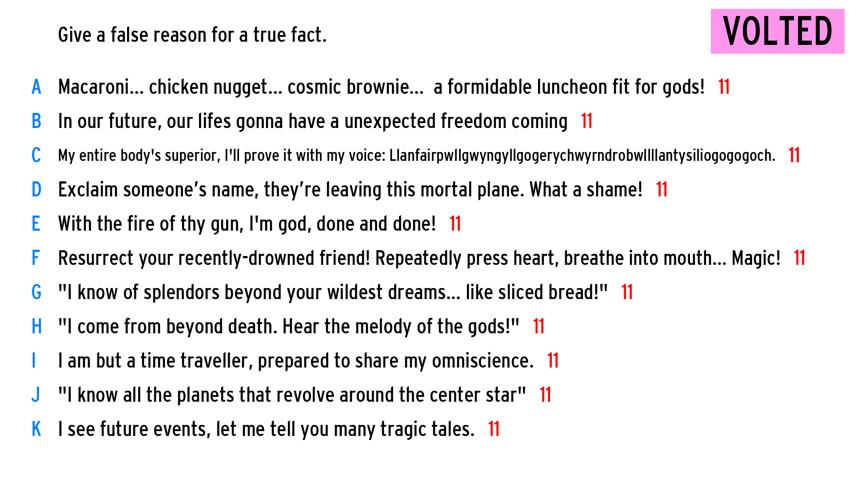 Give a false reason for a true fact.
VOLTED
A Macaroni... chicken nugget... cosmic brownie... a formidable luncheon fit for gods! 11
B In our future, our lifes gonna have a unexpected freedom coming 11
C My entire body's superior, I'll prove it with my voice: Llanfairpwllgwyngyllgogerychwyrndrobwllllantysiliogogogoch. 11
D Exclaim someone's name, they're leaving this mortal plane. What a shame! 11
E With the fire of thy gun, I'm god, done and done! 11
F Resurrect your recently-drowned friend! Repeatedly press heart, breathe into mouth... Magic! 11
G "I know of splendors beyond your wildest dreams... like sliced bread!" 11
H "I come from beyond death. Hear the melody of the gods!" 11
I I am but a time traveller, prepared to share my omniscience. 11
J "I know all the planets that revolve around the center star" 11
K I see future events, let me tell you many tragic tales. 11